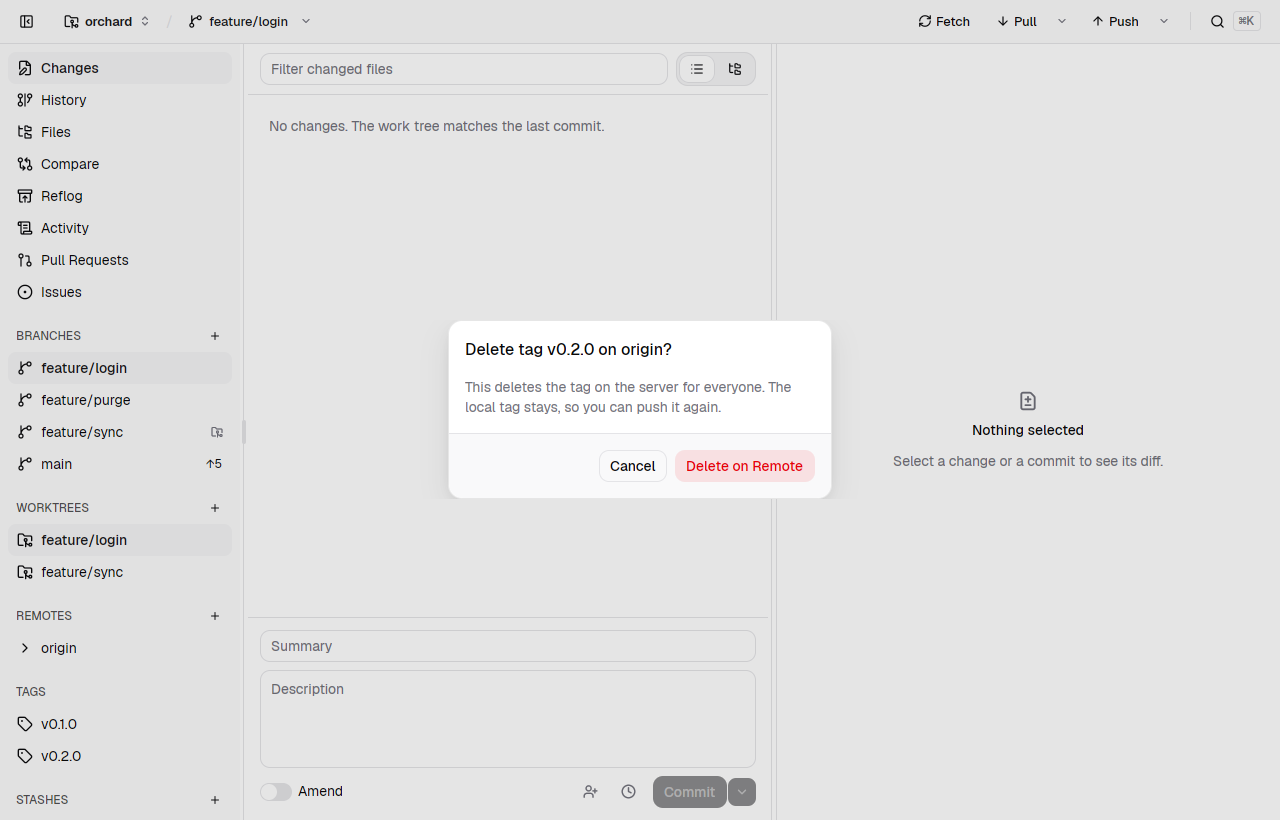 orchard
feature/login
Fetch
Pull
Push
⌘K
Changes
History
Files
Compare
Reflog
Activity
Pull Requests
Issues
BRANCHES
feature/login
feature/purge
feature/sync
main
↑5
WORKTREES
feature/login
feature/sync
REMOTES
origin
TAGS
v0.1.0
v0.2.0
STASHES
Filter changed files
No changes. The work tree matches the last commit.
Delete tag v0.2.0 on origin?
This deletes the tag on the server for everyone. The
local tag stays, so you can push it again.
Cancel
Delete on Remote
Summary
Description
Amend
Commit
Nothing selected
Select a change or a commit to see its diff.